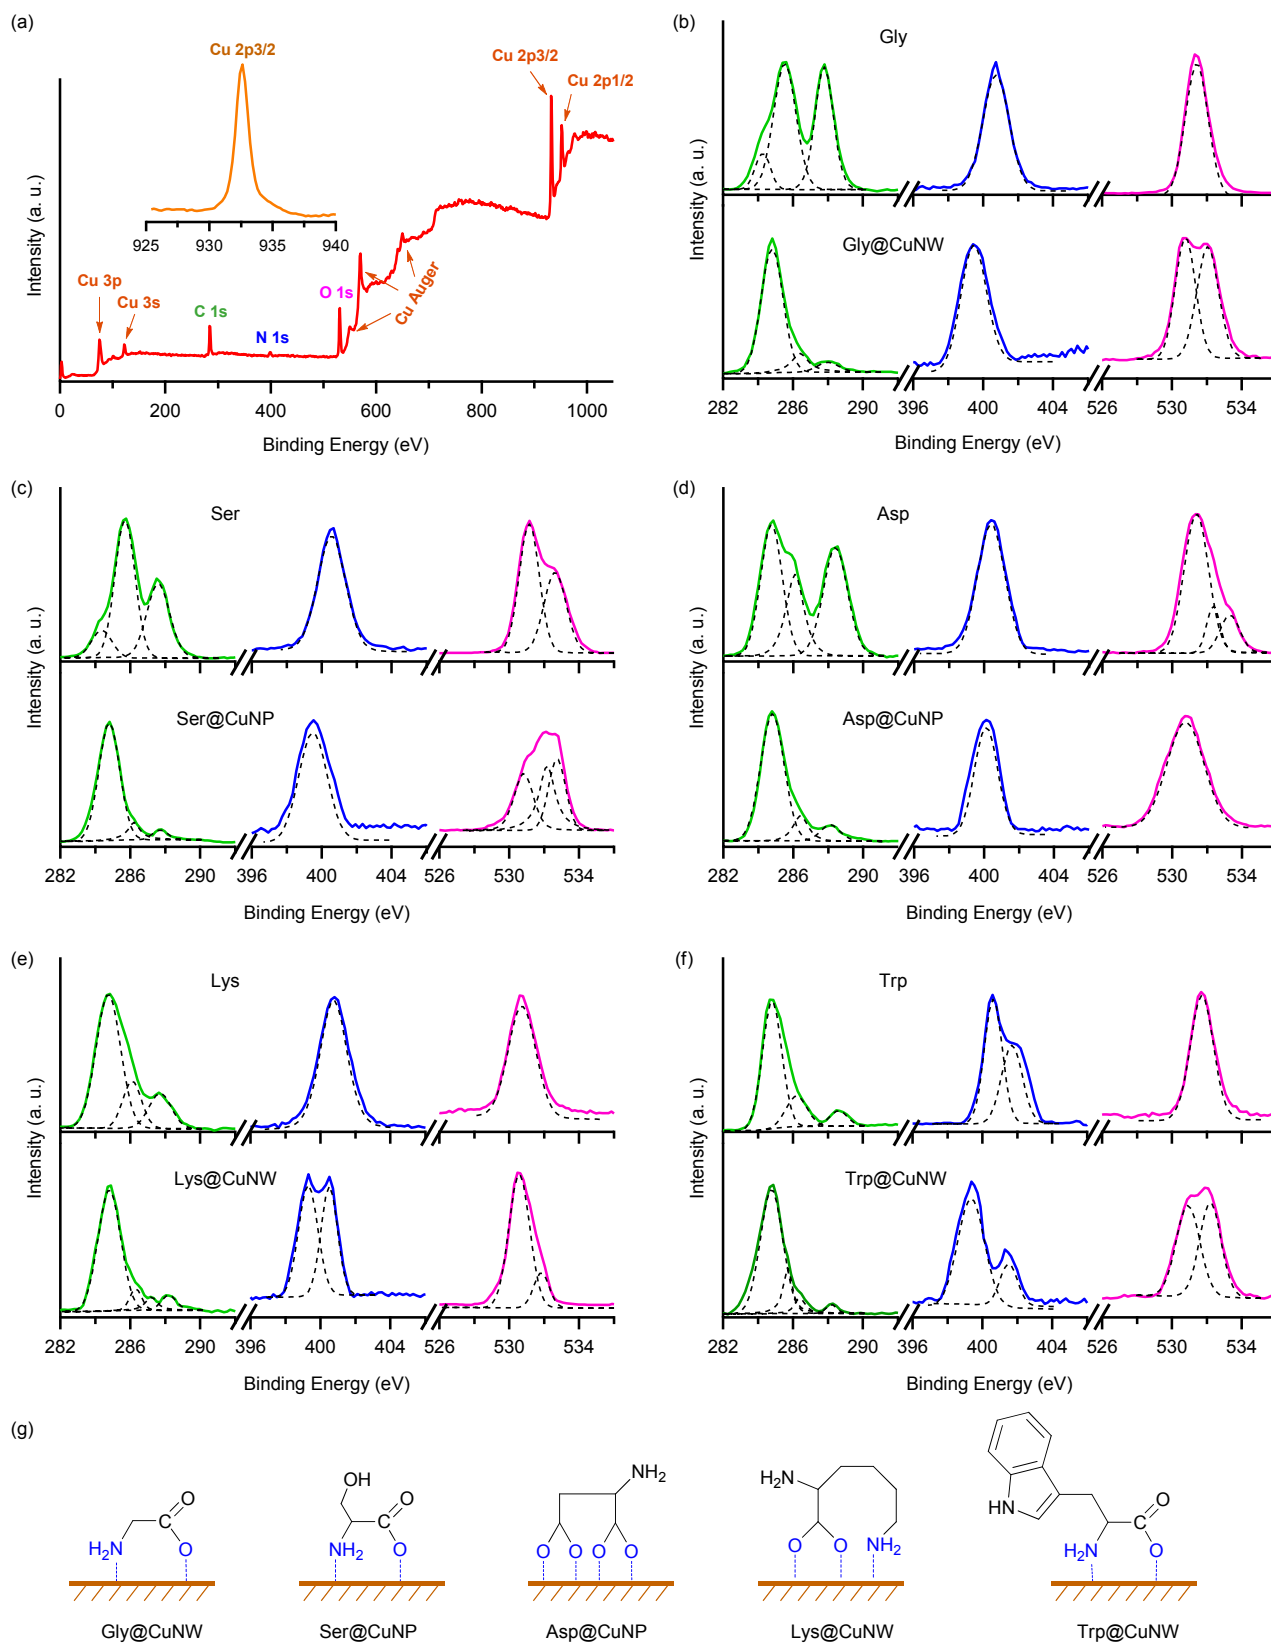 (a)
Cu 2p3/2
Cu 2p3/2
Cu 2p1/2
Cu 3p
Cu 3s
C 1s
N 1s
O 1s
Cu Auger
925 930 935 940
Intensity (a. u.)
0 200 400 600 800 1000
Binding Energy (eV)
(b)
Gly
Gly@CuNW
Intensity (a. u.)
282 286 290 396 400 404 526 530 534
Binding Energy (eV)
(c)
Ser
Ser@CuNP
Intensity (a. u.)
282 286 290 396 400 404 526 530 534
Binding Energy (eV)
(d)
Asp
Asp@CuNP
Intensity (a. u.)
282 286 290 396 400 404 526 530 534
Binding Energy (eV)
(e)
Lys
Lys@CuNW
Intensity (a. u.)
282 286 290 396 400 404 526 530 534
Binding Energy (eV)
(f)
Trp
Trp@CuNW
Intensity (a. u.)
282 286 290 396 400 404 526 530 534
Binding Energy (eV)
(g)
O
C
H₂N O
Gly@CuNW
OH
O
C
NH₂ O
Ser@CuNP
NH₂
O O O O
Asp@CuNP
H₂N
O O NH₂
Lys@CuNW
HN
O
C
H₂N O
Trp@CuNW